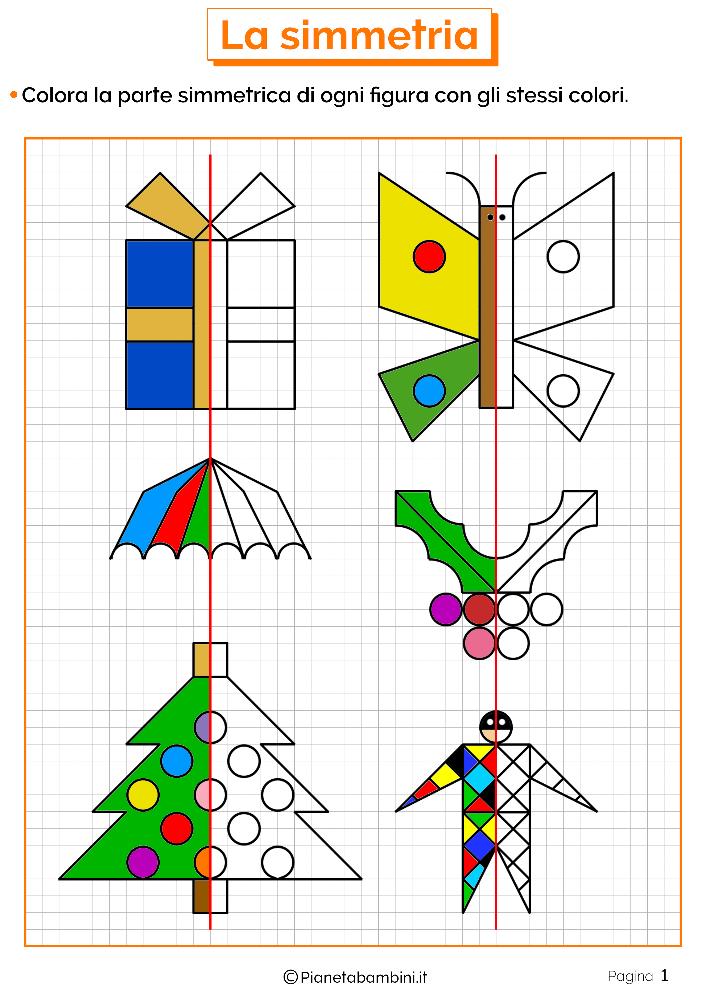 La simmetria
• Colora la parte simmetrica di ogni figura con gli stessi colori.
©Pianetabambini.it
Pagina 1